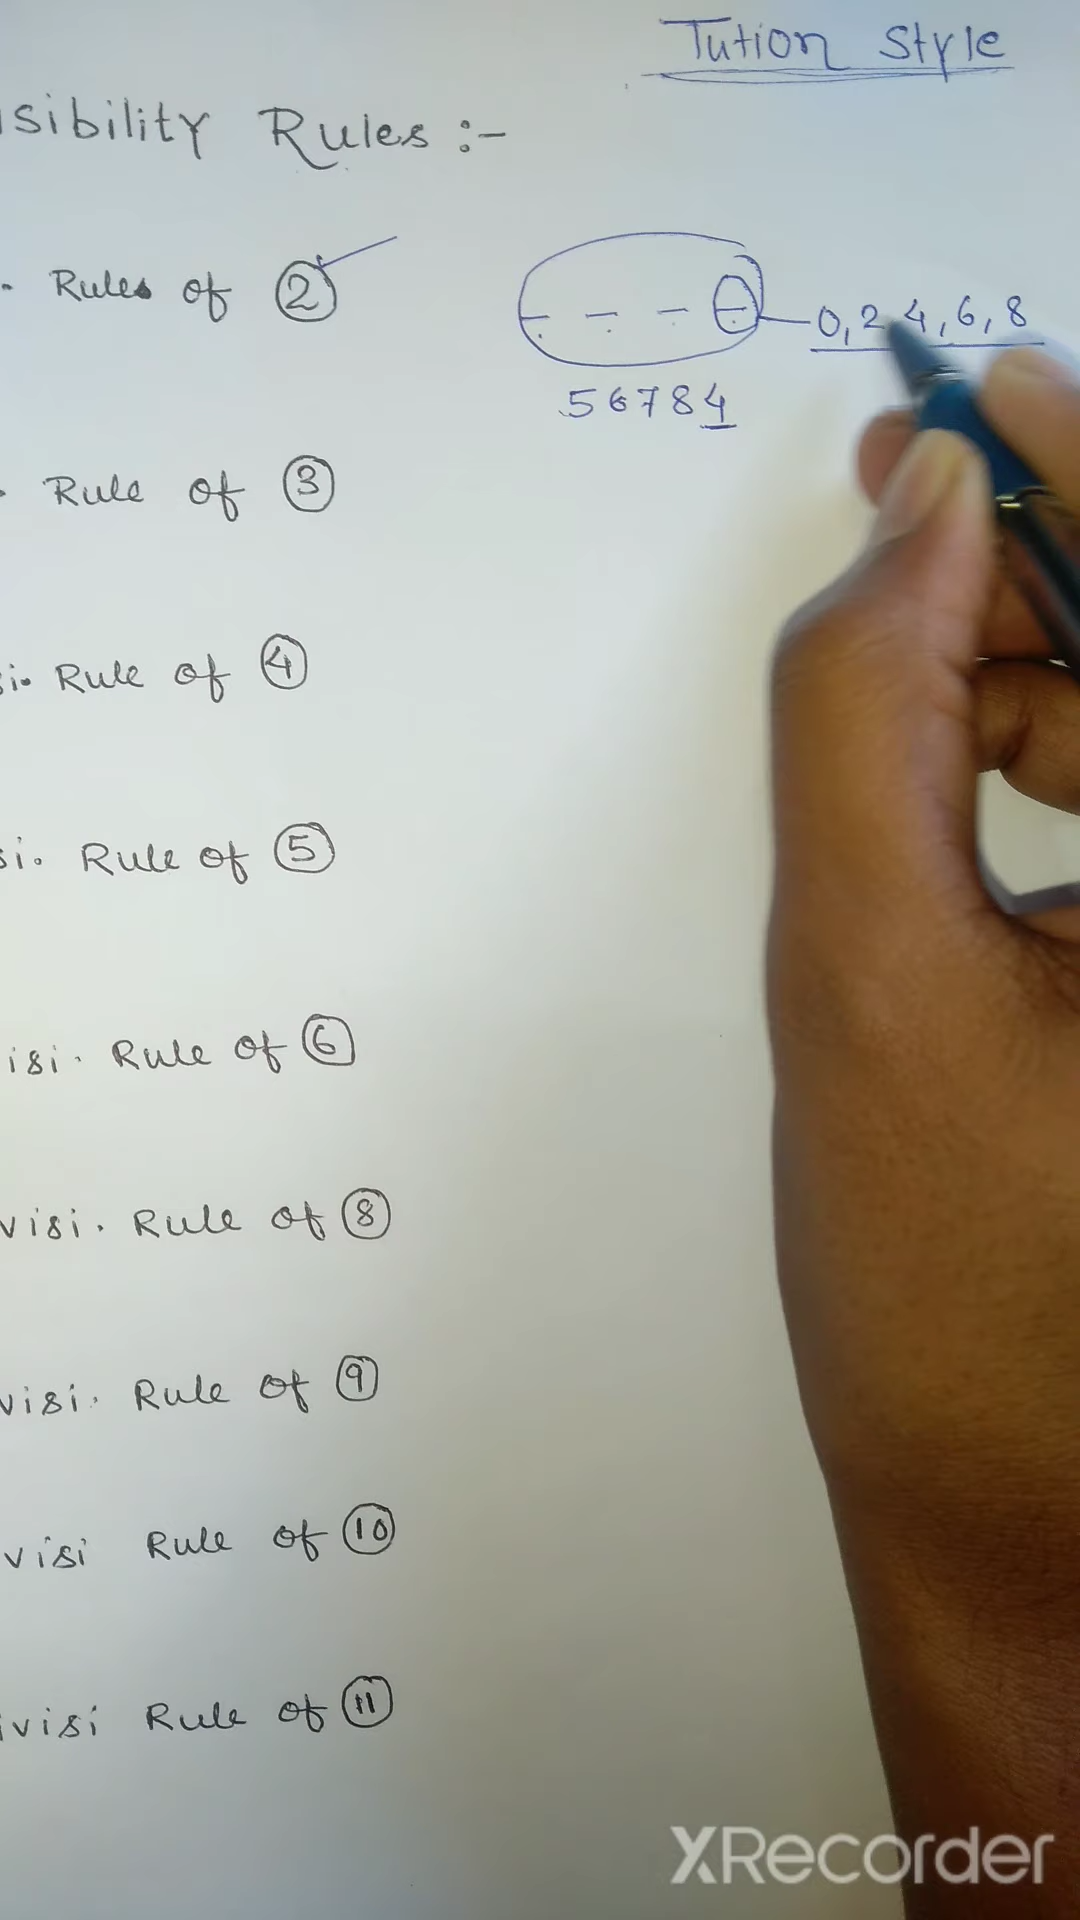 Tution Style
sibility Rules :-
. Rules of 2
0, 2 4, 6, 8
56784
. Rule of 3
si. Rule of 4
si. Rule of 5
isi. Rule of 6
visi. Rule of 8
visi. Rule of 9
visi Rule of 10
ivisi Rule of 11
XRecorder